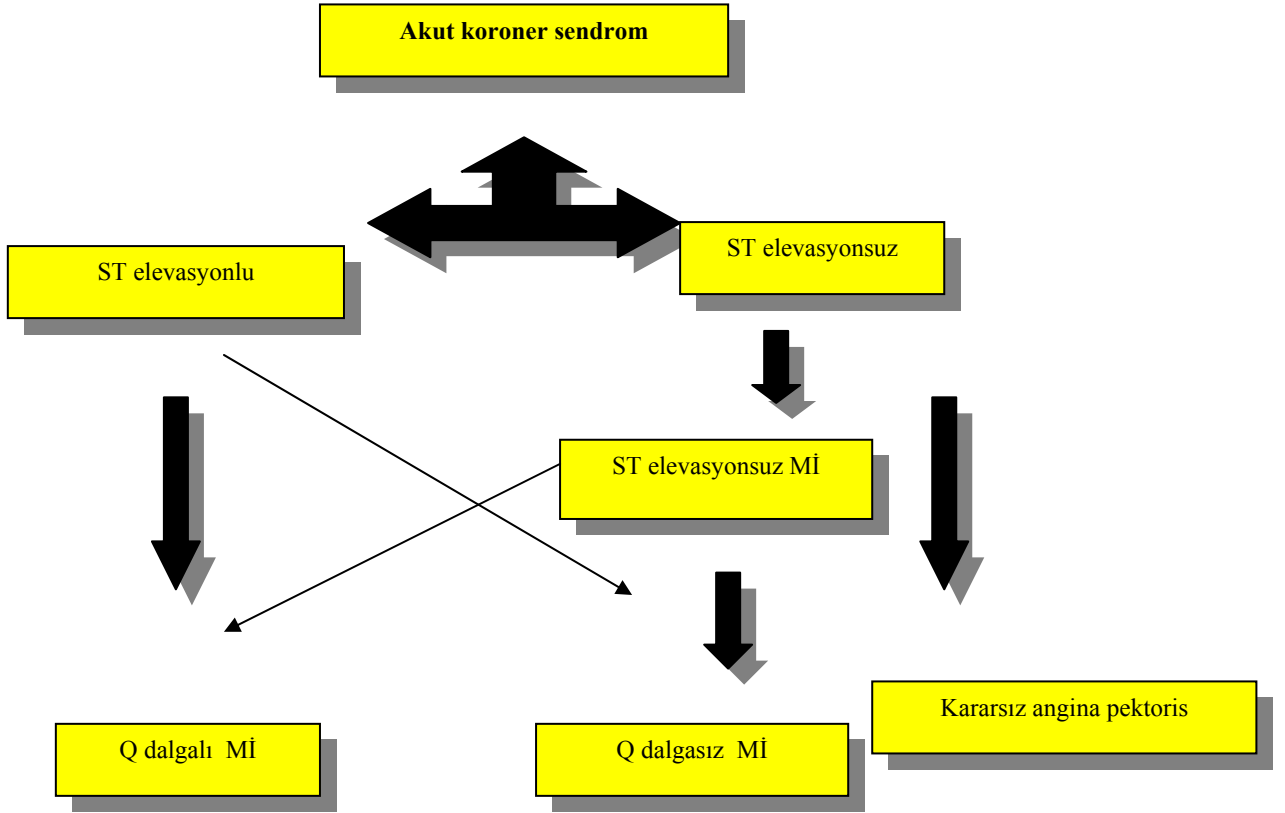 Akut koroner sendrom
ST elevasyonlu
ST elevasyonsuz
ST elevasyonsuz Mİ
Kararsız angina pektoris
Q dalgalı Mİ
Q dalgasız Mİ